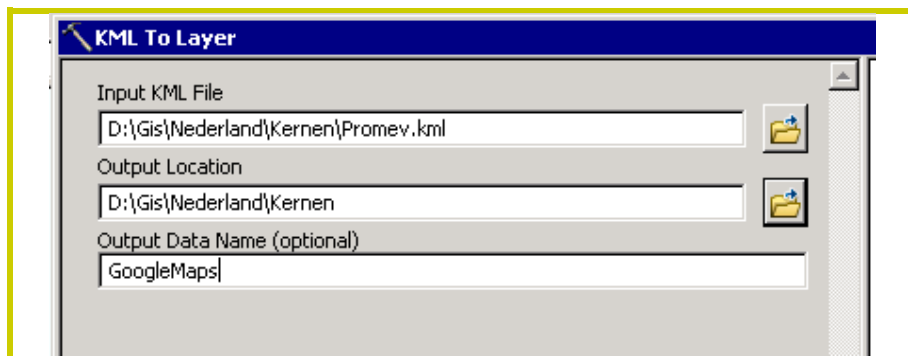 KML To Layer
Input KML File
D:\Gis\Nederland\Kernen\Promev.kml
Output Location
D:\Gis\Nederland\Kernen
Output Data Name (optional)
GoogleMaps